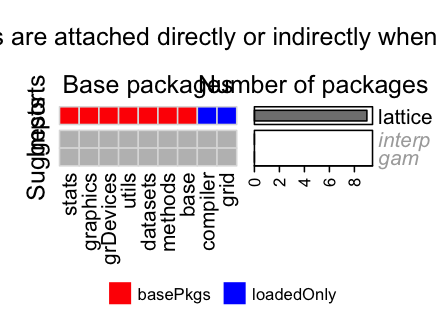 s are attached directly or indirectly when
Base packages
Number of packages
Imports
Suggests
lattice
interp
gam
stats
graphics
grDevices
utils
datasets
methods
base
compiler
grid
0 2 4 6 8
basePkgs
loadedOnly